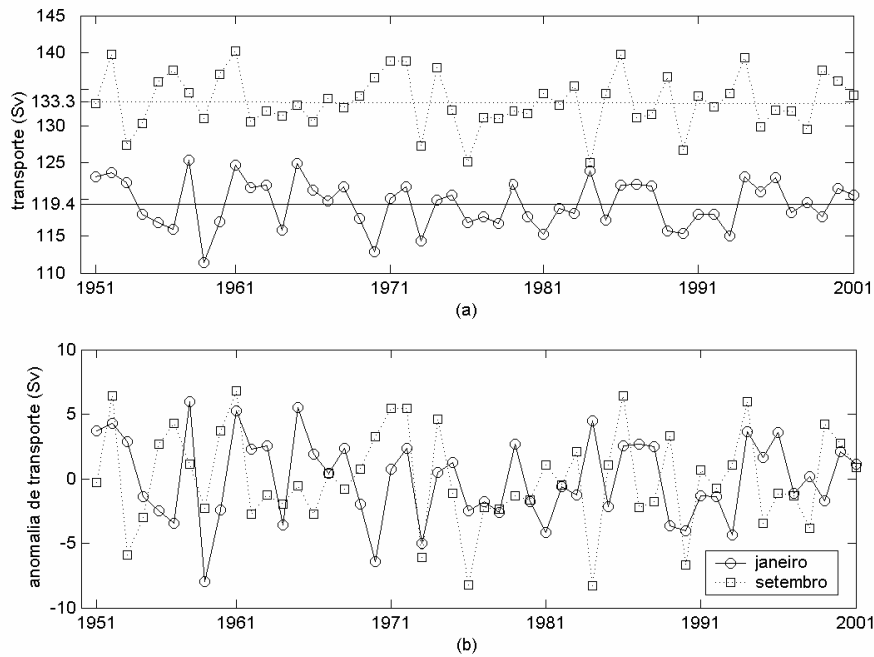 145
140
133.3
130
125
119.4
115
110
transporte (Sv)
1951 1961 1971 1981 1991 2001
(a)
10
5
0
-5
-10
anomalia de transporte (Sv)
janeiro
setembro
1951 1961 1971 1981 1991 2001
(b)